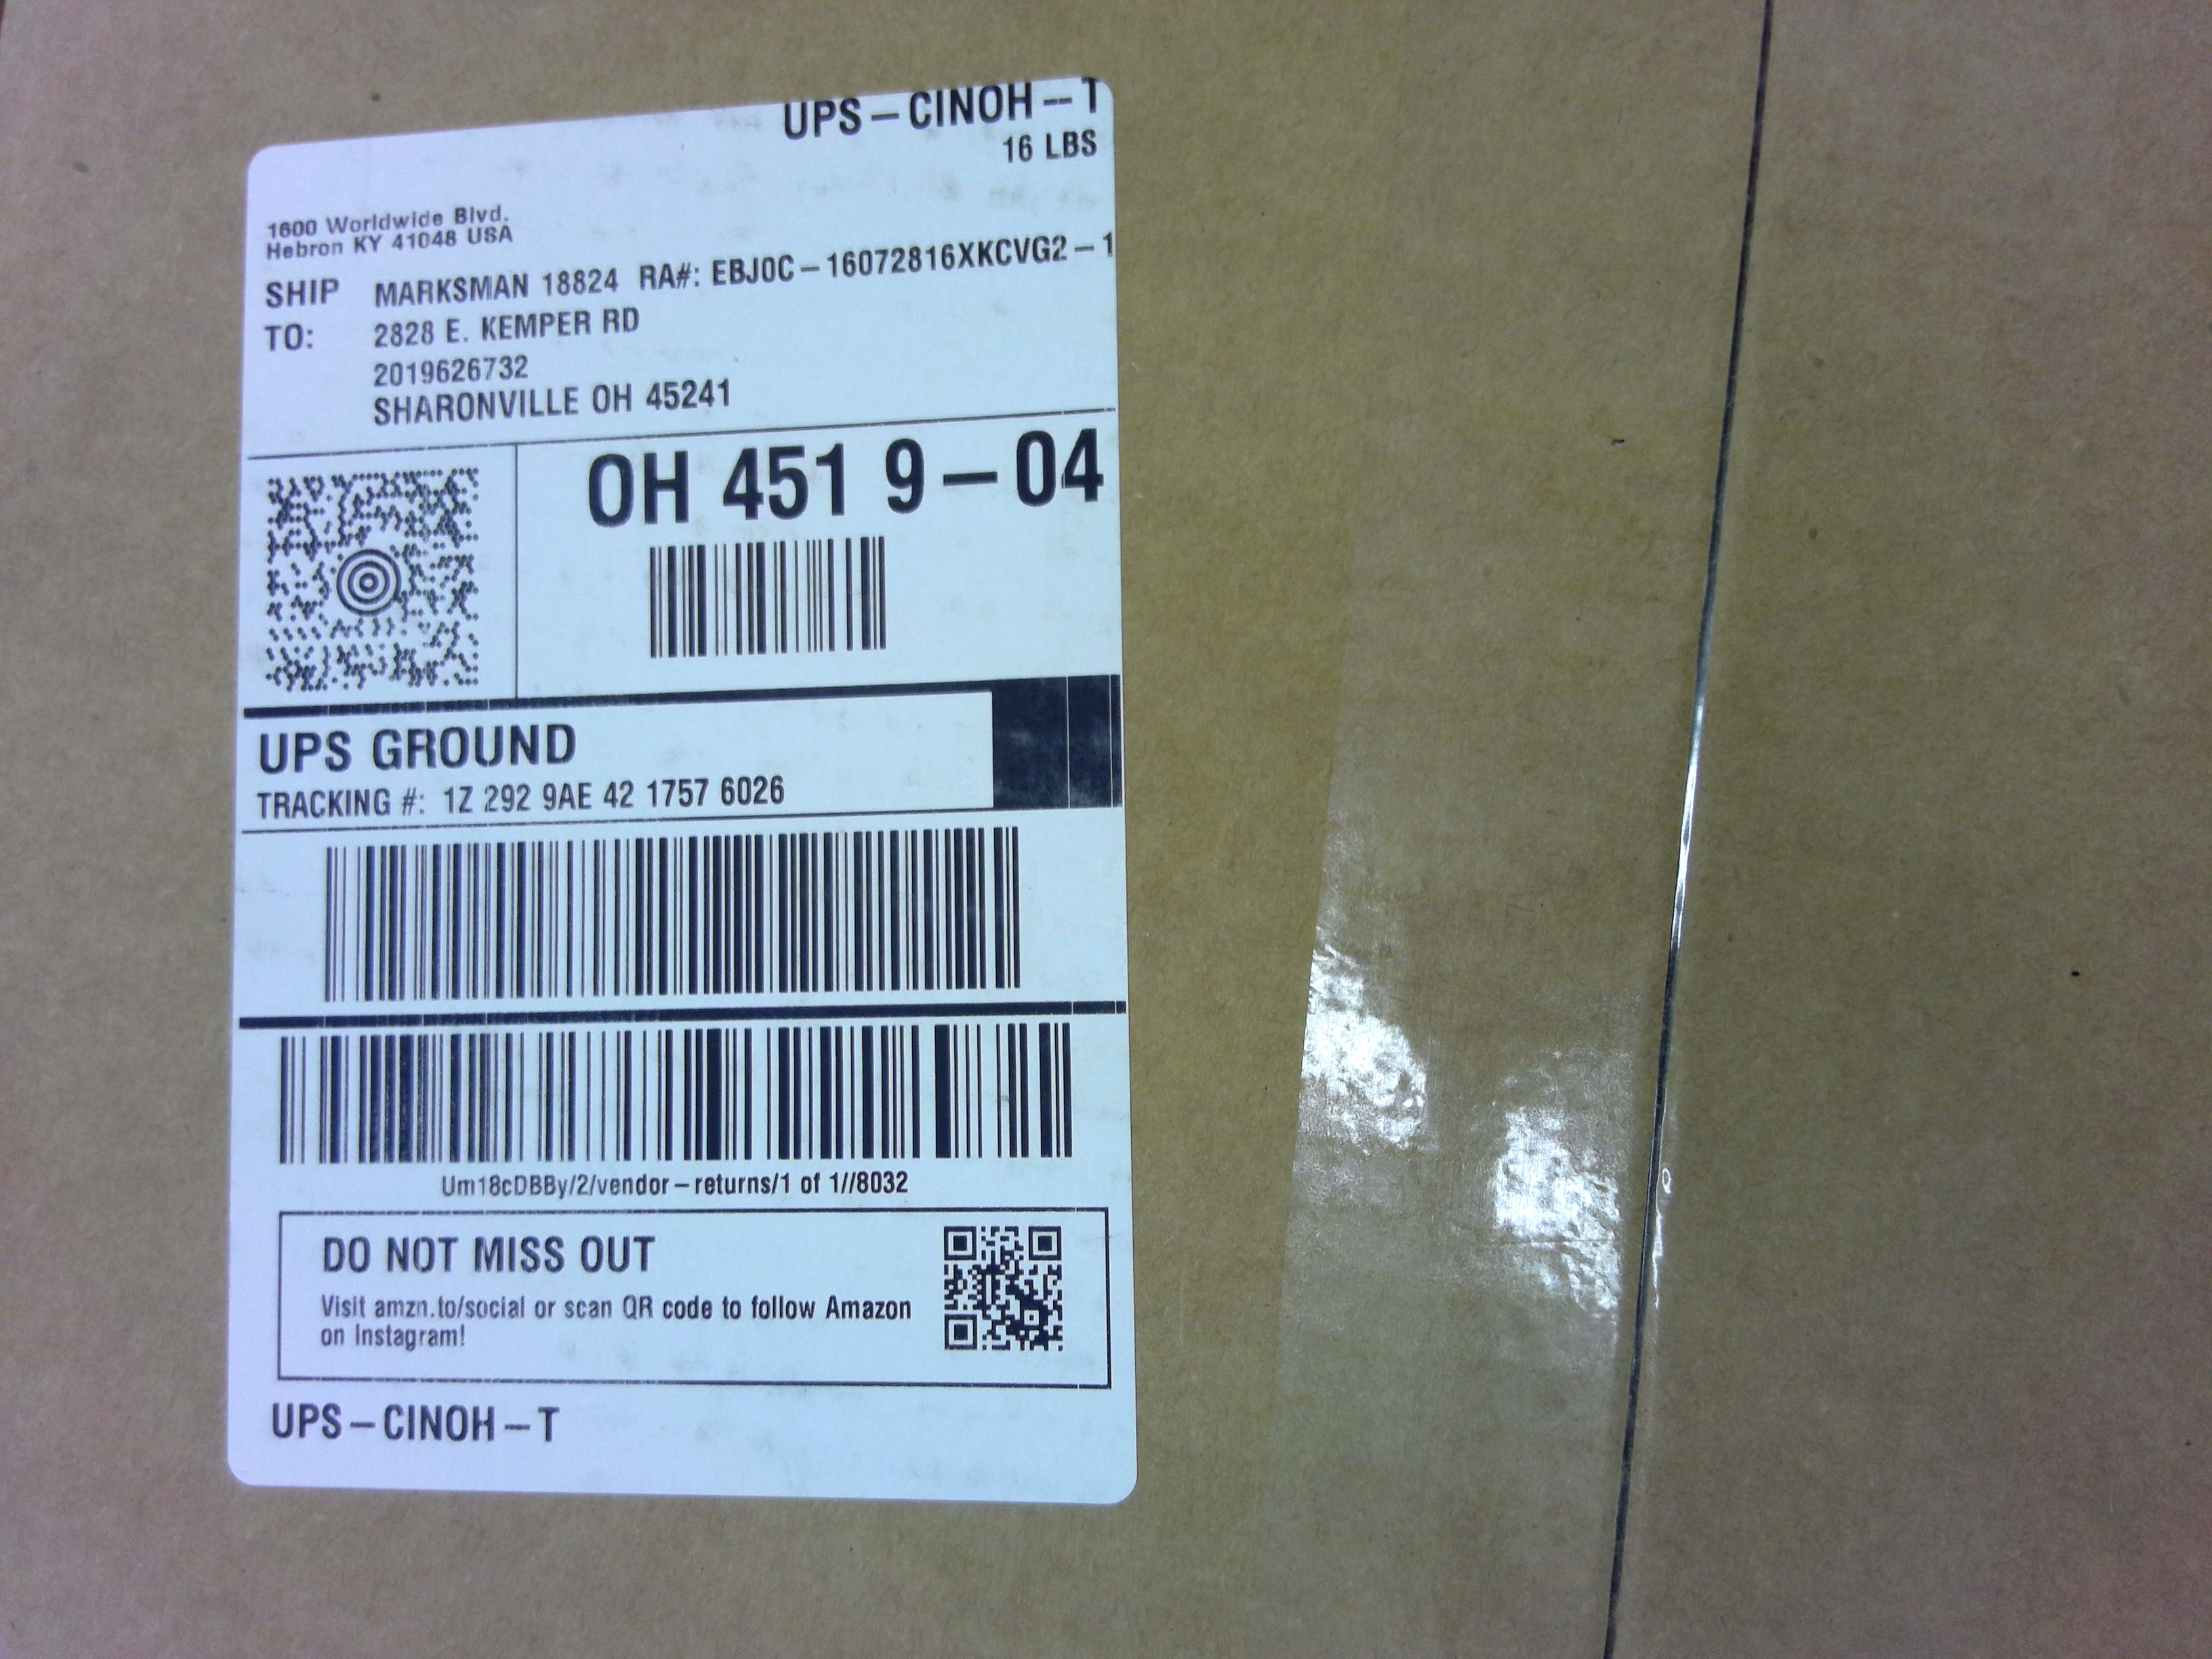 UPS-CINOH--T
16 LBS
1600 Worldwide Blvd.
Hebron KY 41048 USA
SHIP TO: MARKSMAN 18824 RA#: EBJ0C-16072816XKCVG2-1
2828 E. KEMPER RD
2019626732
SHARONVILLE OH 45241
OH 451 9-04
UPS GROUND
TRACKING #: 1Z 292 9AE 42 1757 6026
Um18cDBBy/2/vendor-returns/1 of 1//8032
DO NOT MISS OUT
Visit amzn.to/social or scan QR code to follow Amazon
on Instagram!
UPS-CINOH--T